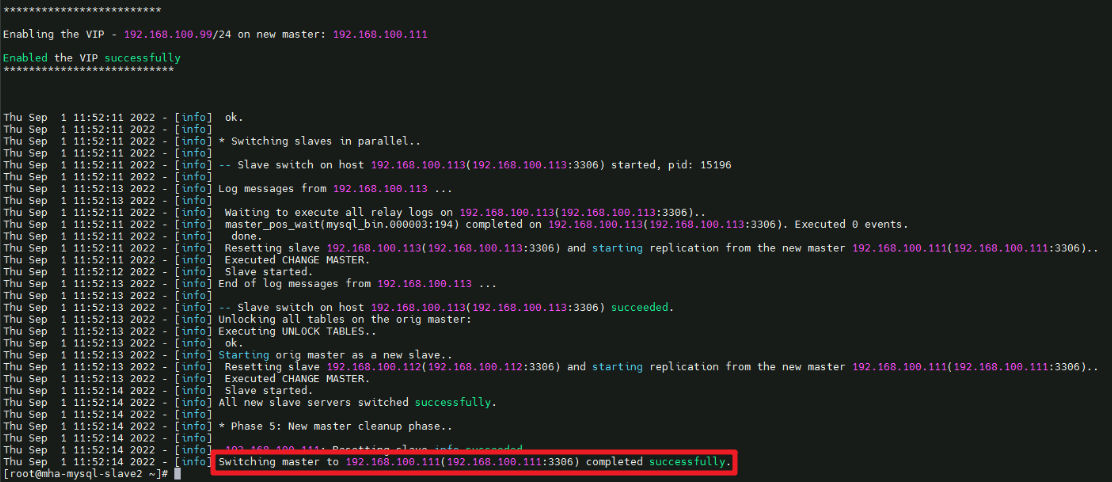 *************************
Enabling the VIP - 192.168.100.99/24 on new master: 192.168.100.111
Enabled the VIP successfully
***************************
Thu Sep  1 11:52:11 2022 - [info]  ok.
Thu Sep  1 11:52:11 2022 - [info]
Thu Sep  1 11:52:11 2022 - [info] * Switching slaves in parallel..
Thu Sep  1 11:52:11 2022 - [info]
Thu Sep  1 11:52:11 2022 - [info] -- Slave switch on host 192.168.100.113(192.168.100.113:3306) started, pid: 15196
Thu Sep  1 11:52:11 2022 - [info]
Thu Sep  1 11:52:13 2022 - [info] Log messages from 192.168.100.113 ...
Thu Sep  1 11:52:13 2022 - [info]
Thu Sep  1 11:52:11 2022 - [info]  Waiting to execute all relay logs on 192.168.100.113(192.168.100.113:3306)..
Thu Sep  1 11:52:11 2022 - [info]  master_pos_wait(mysql_bin.000003:194) completed on 192.168.100.113(192.168.100.113:3306). Executed 0 events.
Thu Sep  1 11:52:11 2022 - [info]   done.
Thu Sep  1 11:52:11 2022 - [info]  Resetting slave 192.168.100.113(192.168.100.113:3306) and starting replication from the new master 192.168.100.111(192.168.100.111:3306)..
Thu Sep  1 11:52:11 2022 - [info]  Executed CHANGE MASTER.
Thu Sep  1 11:52:12 2022 - [info]  Slave started.
Thu Sep  1 11:52:13 2022 - [info] End of log messages from 192.168.100.113 ...
Thu Sep  1 11:52:13 2022 - [info]
Thu Sep  1 11:52:13 2022 - [info] -- Slave switch on host 192.168.100.113(192.168.100.113:3306) succeeded.
Thu Sep  1 11:52:13 2022 - [info] Unlocking all tables on the orig master:
Thu Sep  1 11:52:13 2022 - [info] Executing UNLOCK TABLES..
Thu Sep  1 11:52:13 2022 - [info]  ok.
Thu Sep  1 11:52:13 2022 - [info] Starting orig master as a new slave..
Thu Sep  1 11:52:13 2022 - [info]  Resetting slave 192.168.100.112(192.168.100.112:3306) and starting replication from the new master 192.168.100.111(192.168.100.111:3306)..
Thu Sep  1 11:52:13 2022 - [info]  Executed CHANGE MASTER.
Thu Sep  1 11:52:14 2022 - [info]  Slave started.
Thu Sep  1 11:52:14 2022 - [info] All new slave servers switched successfully.
Thu Sep  1 11:52:14 2022 - [info]
Thu Sep  1 11:52:14 2022 - [info] * Phase 5: New master cleanup phase..
Thu Sep  1 11:52:14 2022 - [info]
Thu Sep  1 11:52:14 2022 - [info]  192.168.100.111: Resetting slave info succeeded.
Thu Sep  1 11:52:14 2022 - [info] Switching master to 192.168.100.111(192.168.100.111:3306) completed successfully.
[root@mha-mysql-slave2 ~]#